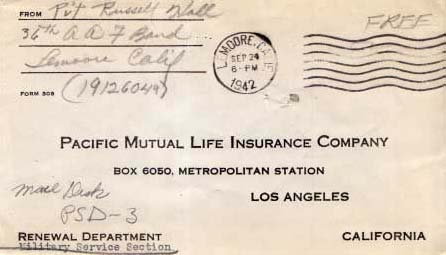 FROM Pvt Russell Wall
FREE
36th A A F Band
Lemoore Calif
(19126049)
FORM 308
LEMOORE, CALIF.
SEP 24
6-PM
1942
PACIFIC MUTUAL LIFE INSURANCE COMPANY
BOX 6050, METROPOLITAN STATION
LOS ANGELES
Mail Desk
PSD-3
RENEWAL DEPARTMENT
CALIFORNIA
Military Service Section